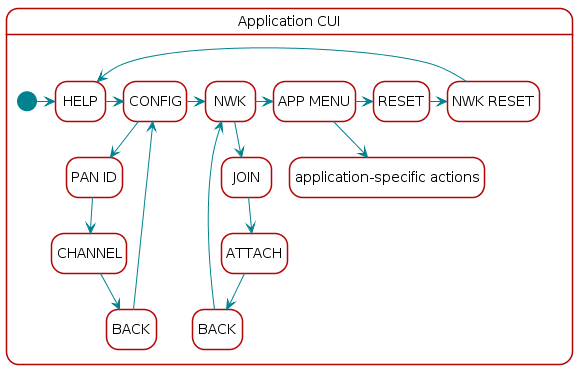 Application CUI
HELP
CONFIG
NWK
APP MENU
RESET
NWK RESET
PAN ID
JOIN
application-specific actions
CHANNEL
ATTACH
BACK
BACK